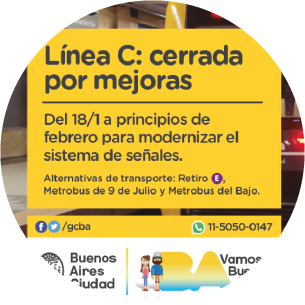 Línea C: cerrada
por mejoras
Del 18/1 a principios de
febrero para modernizar el
sistema de señales.
Alternativas de transporte: Retiro E,
Metrobus de 9 de Julio y Metrobus del Bajo.
/gcba 11-5050-0147
Buenos
Aires
Ciudad
BA
Vamos